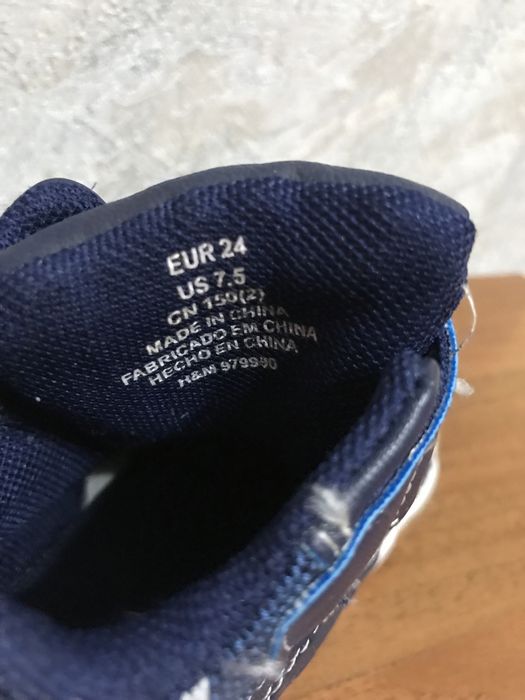 EUR 24
US 7.5
CN 150(2)
MADE IN CHINA
FABRICADO EM CHINA
HECHO EN CHINA
H&M 979990